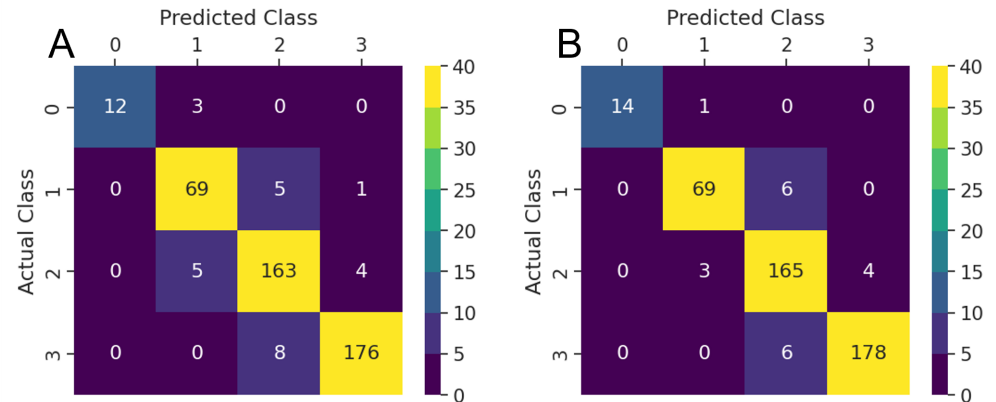 A
Predicted Class
0 1 2 3
Actual Class
0 12 3 0 0
1 0 69 5 1
2 0 5 163 4
3 0 0 8 176
40
35
30
25
20
15
10
5
0
B
Predicted Class
0 1 2 3
Actual Class
0 14 1 0 0
1 0 69 6 0
2 0 3 165 4
3 0 0 6 178
40
35
30
25
20
15
10
5
0